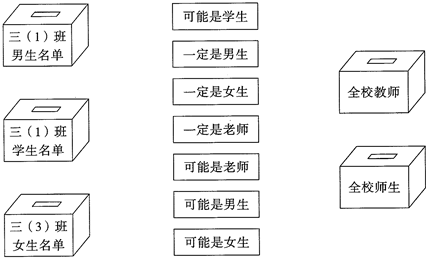 三（1）班
男生名单
三（1）班
学生名单
三（3）班
女生名单
可能是学生
一定是男生
一定是女生
一定是老师
可能是老师
可能是男生
可能是女生
全校教师
全校师生